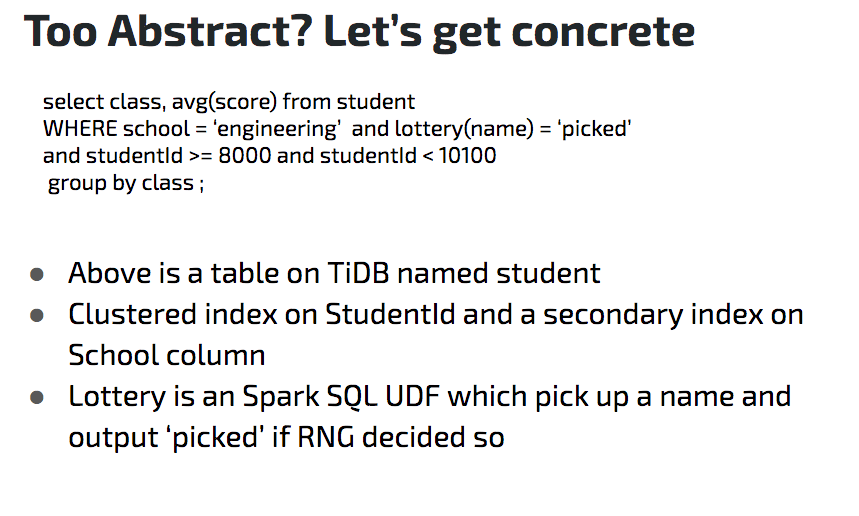 Too Abstract? Let’s get concrete
select class, avg(score) from student
WHERE school = ‘engineering’ and lottery(name) = ‘picked’
and studentId >= 8000 and studentId < 10100
group by class ;
● Above is a table on TiDB named student
● Clustered index on StudentId and a secondary index on
School column
● Lottery is an Spark SQL UDF which pick up a name and
output ‘picked’ if RNG decided so